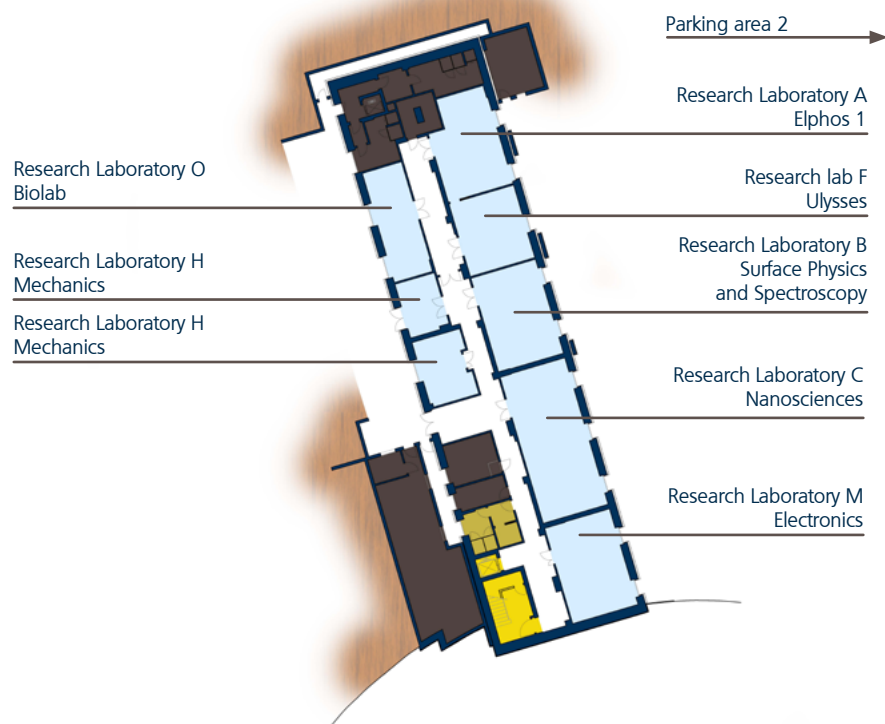 Parking area 2
Research Laboratory A
Elphos 1
Research Laboratory O
Biolab
Research lab F
Ulysses
Research Laboratory B
Surface Physics
and Spectroscopy
Research Laboratory H
Mechanics
Research Laboratory H
Mechanics
Research Laboratory C
Nanosciences
Research Laboratory M
Electronics